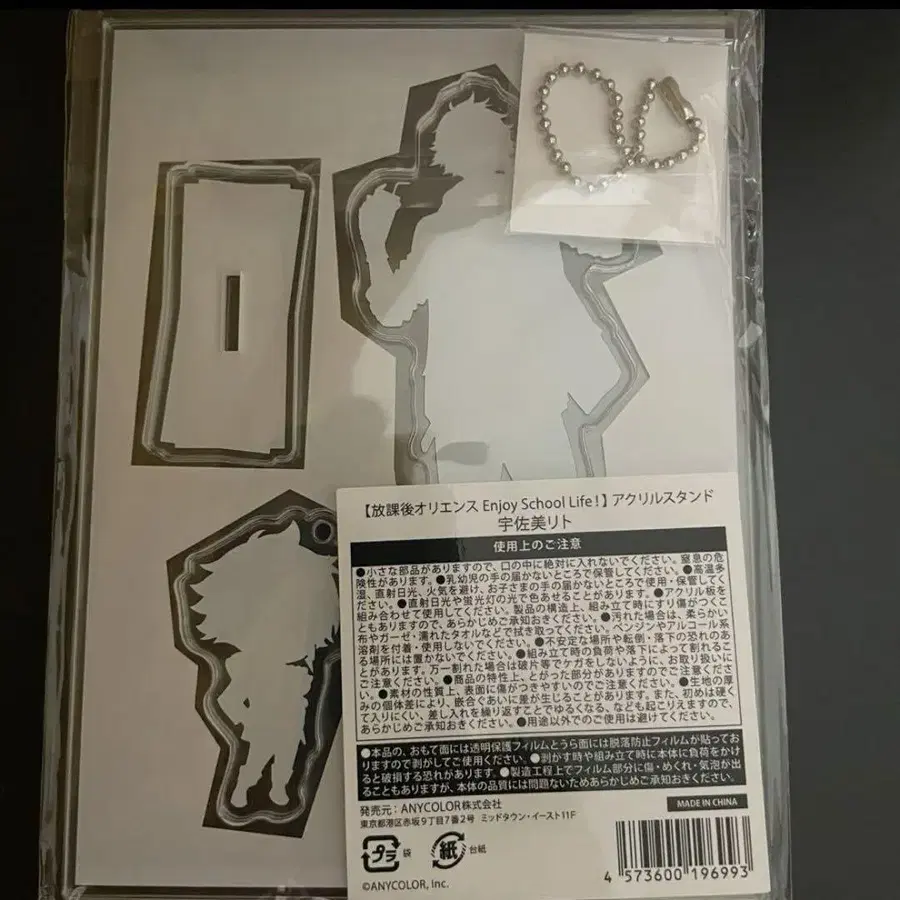 【放課後オリエンス Enjoy School Life!】アクリルスタンド
宇佐美リト
使用上のご注意
●小さな部品がありますので、口の中に絶対に入れないでください。窒息の危
険性があります。●乳幼児の手の届かないところで保管してください。●高温多
湿、直射日光、火気を避け、お子さまの手の届かないところで使用・保管してく
ださい。●直射日光や蛍光灯の光で色あせることがあります。●アクリル板を
組み合わせて使用してください。製品の構造上、組み立て時にすり傷がつくこ
ともありますので、あらかじめご承知おきください。●汚れた場合は、柔らかい
布やガーゼ・濡れたタオルなどで拭き取ってください。ベンジンやアルコール系
溶剤を付着・使用しないでください。●不安定な場所や転倒・落下の恐れのあ
る場所には置かないでください。●組み立て時の負荷や落下によって割れるこ
とがあります。万一割れた場合は破片等でケガをしないように、お取り扱いに
ご注意ください。●商品の特性上、とがった部分がありますのでご注意くださ
い。●素材の性質上、表面に傷がつきやすいのでご注意ください。●生地の厚
みの個体差により、嵌合ぐあいに差が生じることがあります。また、初めは硬く
て入りにくい、差し入れを繰り返すことでゆるくなる、なども起こりえますので、
あらかじめご承知おきください。●用途以外でのご使用は避けてください。
●本品の、おもて面には透明保護フィルムとうら面には脱落防止フィルムが貼ってお
りますので剥がしてご使用ください。●剥がす時や組み立て時に本体に負荷をかけ
ると破損する恐れがあります。●製造工程上でフィルム部分に傷・めくれ・気泡が出
ることもありますが、本体の品質には問題ないためあらかじめご承知おきください。
発売元：ANYCOLOR株式会社
東京都港区赤坂9丁目7番2号 ミッドタウン・イースト11F
MADE IN CHINA
プラ 袋
紙 台紙
©ANYCOLOR, Inc.
4 573600 196993